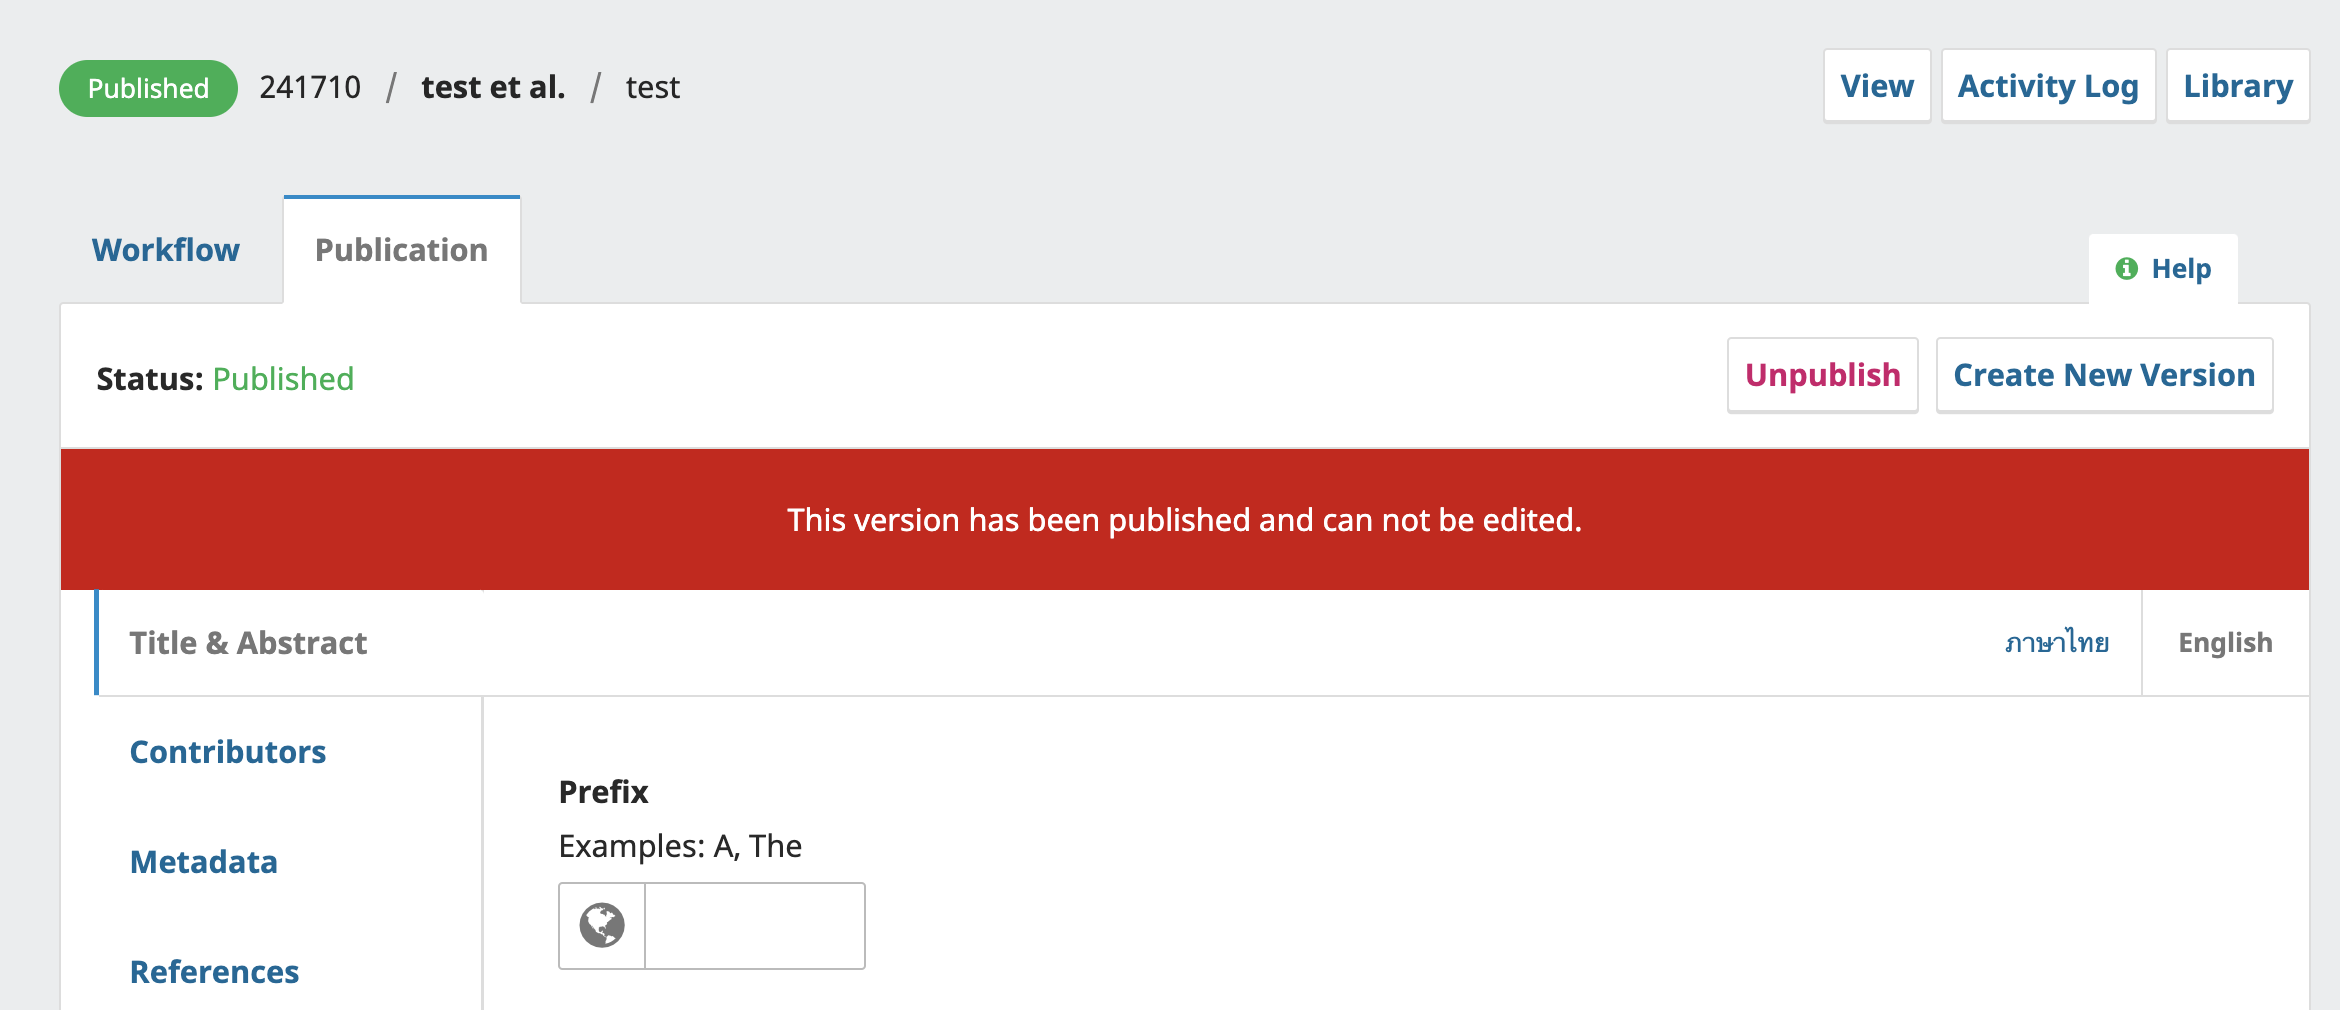 Published 241710 / test et al. / test
View Activity Log Library
Workflow Publication
Help
Status: Published
Unpublish Create New Version
This version has been published and can not be edited.
Title & Abstract
ภาษาไทย English
Contributors
Metadata
References
Prefix
Examples: A, The